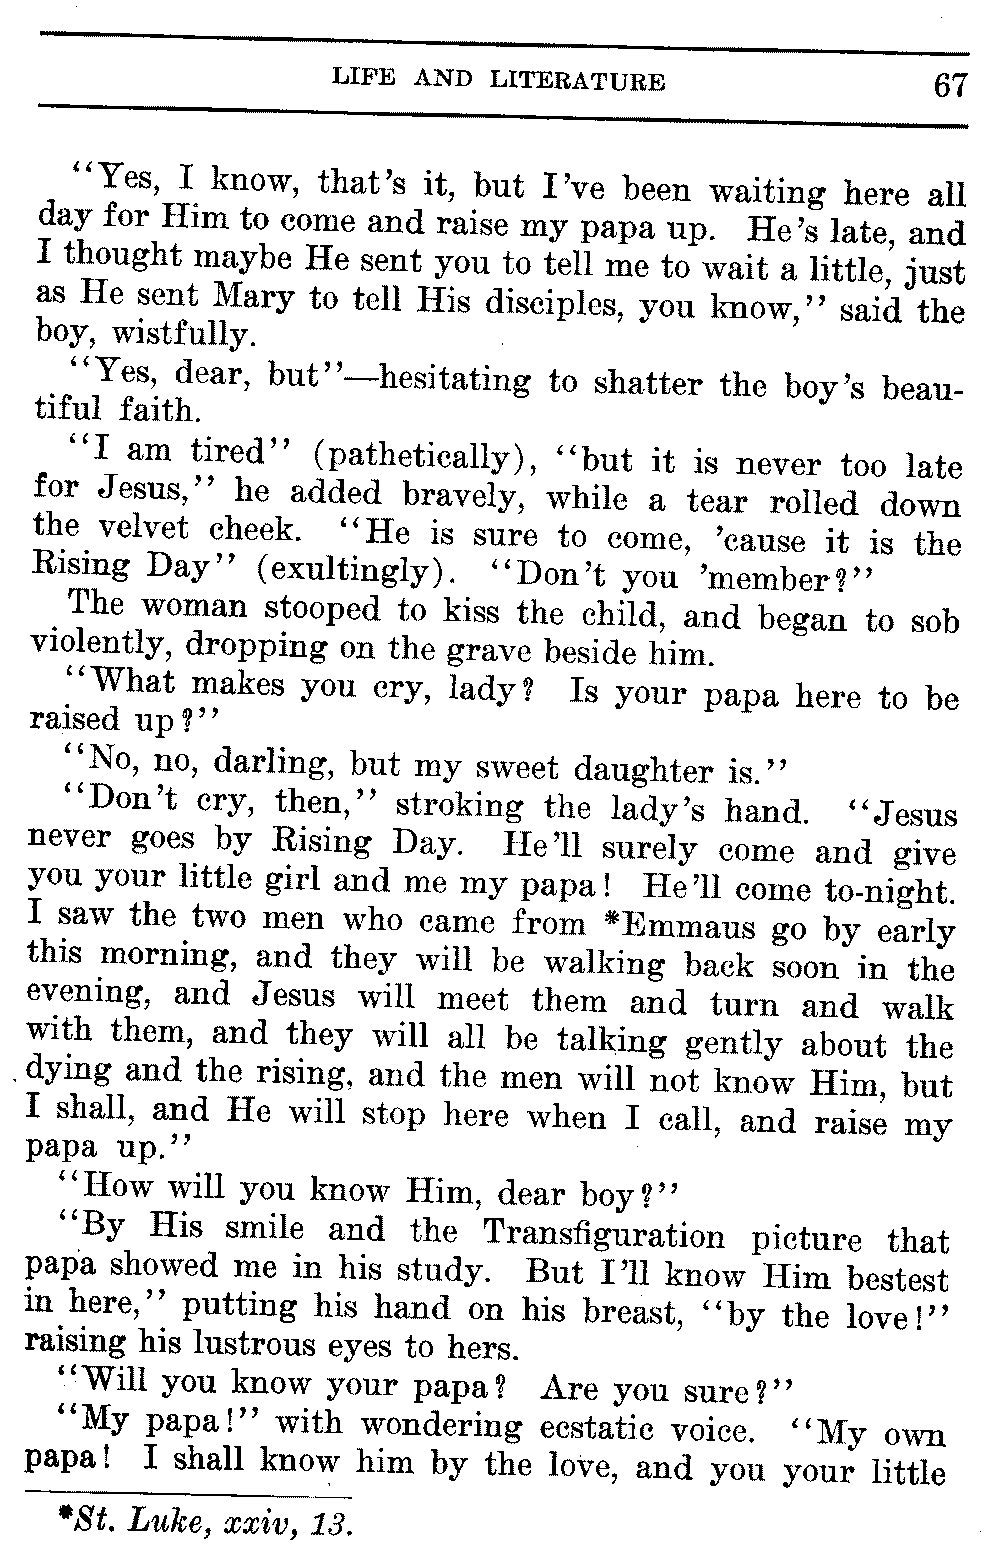 LIFE AND LITERATURE 67
“Yes, I know, that’s it, but I’ve been waiting here all
day for Him to come and raise my papa up. He’s late, and
I thought maybe He sent you to tell me to wait a little, just
as He sent Mary to tell His disciples, you know,” said the
boy, wistfully.
“Yes, dear, but”—hesitating to shatter the boy’s beau-
tiful faith.
“I am tired” (pathetically), “but it is never too late
for Jesus,” he added bravely, while a tear rolled down
the velvet cheek. “He is sure to come, ’cause it is the
Rising Day” (exultingly). “Don’t you ’member?”
The woman stooped to kiss the child, and began to sob
violently, dropping on the grave beside him.
“What makes you cry, lady? Is your papa here to be
raised up?”
“No, no, darling, but my sweet daughter is.”
“Don’t cry, then,” stroking the lady’s hand. “Jesus
never goes by Rising Day. He’ll surely come and give
you your little girl and me my papa! He’ll come to-night.
I saw the two men who came from *Emmaus go by early
this morning, and they will be walking back soon in the
evening, and Jesus will meet them and turn and walk
with them, and they will all be talking gently about the
dying and the rising, and the men will not know Him, but
I shall, and He will stop here when I call, and raise my
papa up.”
“How will you know Him, dear boy?”
“By His smile and the Transfiguration picture that
papa showed me in his study. But I’ll know Him bestest
in here,” putting his hand on his breast, “by the love!”
raising his lustrous eyes to hers.
“Will you know your papa? Are you sure?”
“My papa!” with wondering ecstatic voice. “My own
papa! I shall know him by the love, and you your little
*St. Luke, xxiv, 13.